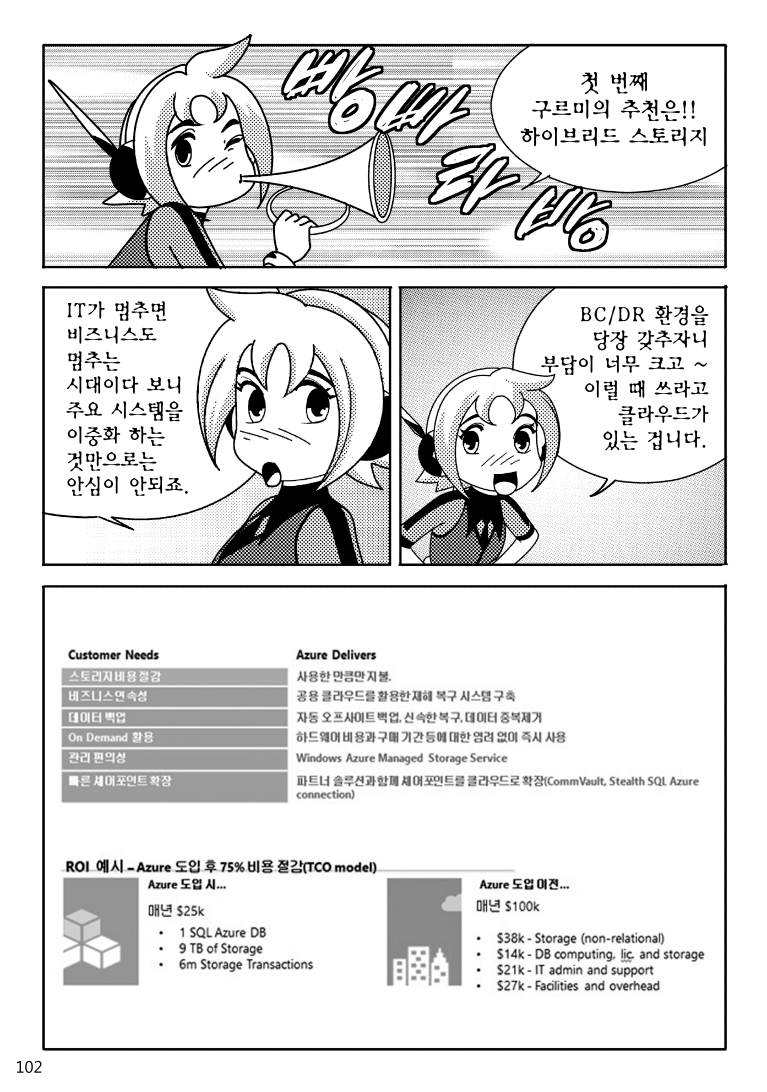 빵 빠
라 빵
첫 번째
구르미의 추천은!!
하이브리드 스토리지
IT가 멈추면
비즈니스도
멈추는
시대이다 보니
주요 시스템을
이중화 하는
것만으로는
안심이 안되죠.
BC/DR 환경을
당장 갖추자니
부담이 너무 크고 ~
이럴 때 쓰라고
클라우드가
있는 겁니다.
Customer Needs Azure Delivers
스토리지 비용 절감 사용한 만큼만 지불.
비즈니스 연속성 공용 클라우드를 활용한 재해 복구 시스템 구축
데이터 백업 자동 오프사이트 백업, 신속한 복구, 데이터 중복제거
On Demand 활용 하드웨어 비용과 구매 기간 등에 대한 염려 없이 즉시 사용
관리 편의성 Windows Azure Managed Storage Service
빠른 셰어포인트 확장 파트너 솔루션과 함께 셰어포인트를 클라우드로 확장(CommVault, Stealth SQL Azure
connection)
ROI 예시 – Azure 도입 후 75% 비용 절감(TCO model)
Azure 도입 시...
매년 $25k
• 1 SQL Azure DB
• 9 TB of Storage
• 6m Storage Transactions
Azure 도입 이전...
매년 $100k
• $38k - Storage (non-relational)
• $14k - DB computing, lic. and storage
• $21k - IT admin and support
• $27k - Facilities and overhead
102